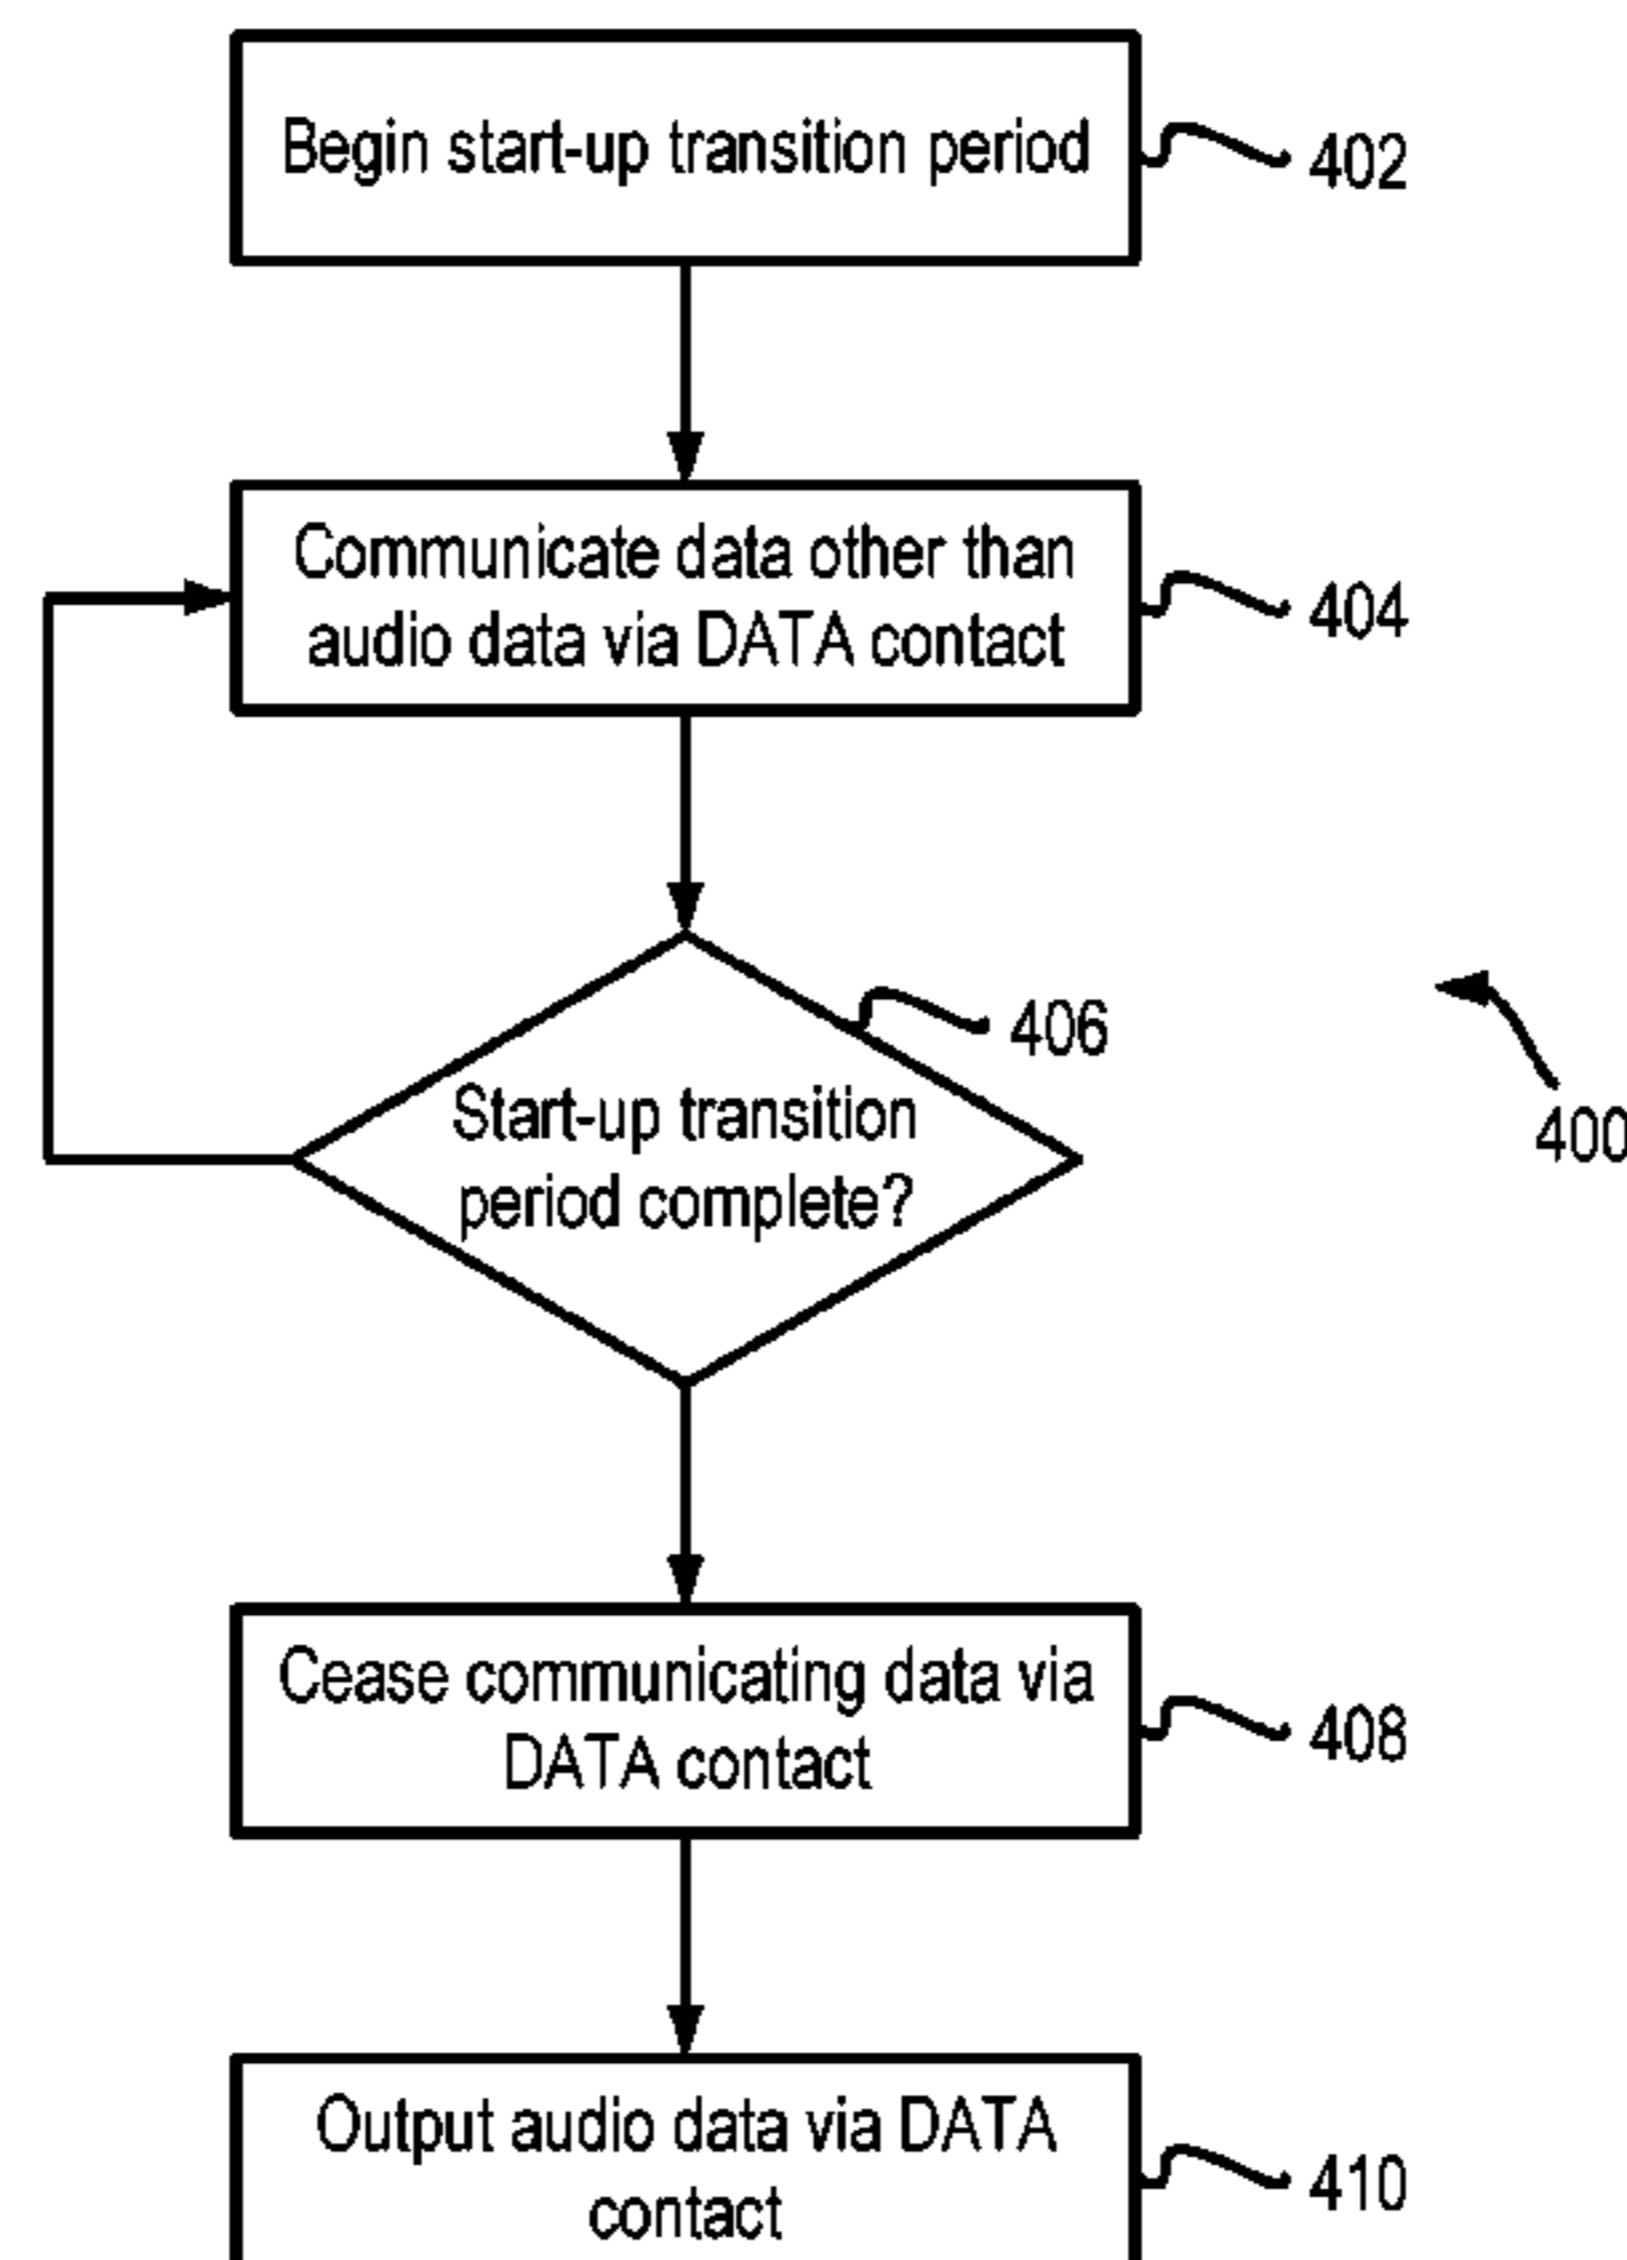 Begin start-up transition period
402
Communicate data other than
audio data via DATA contact
404
406
Start-up transition
period complete?
400
Cease communicating data via
DATA contact
408
Output audio data via DATA
contact
410